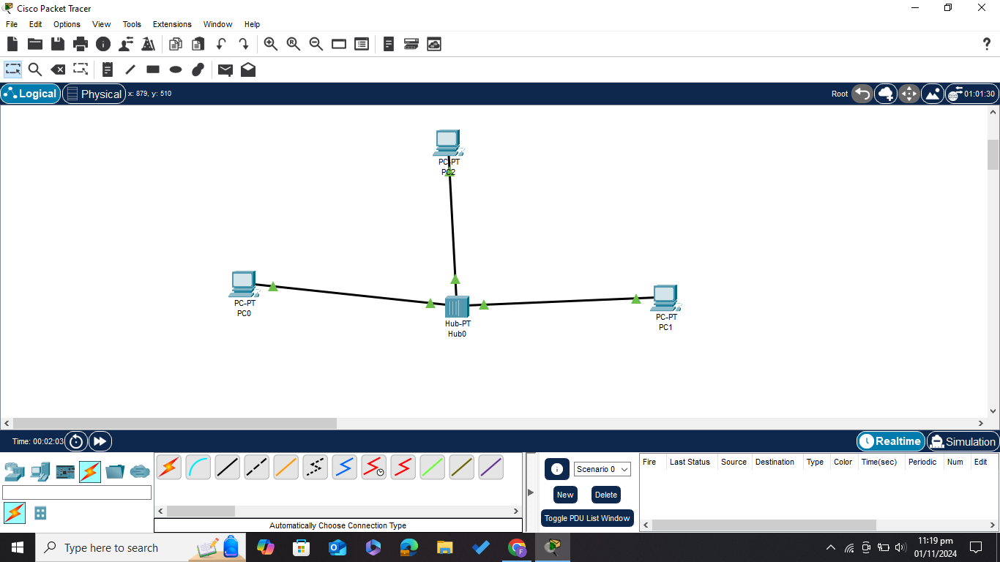 Cisco Packet Tracer
File Edit Options View Tools Extensions Window Help
?
Logical Physical x: 879, y: 510 Root 01:01:30
PC-PT
PC2
PC-PT
PC0
Hub-PT
Hub0
PC-PT
PC1
Time: 00:02:03 Realtime Simulation
Scenario 0
New Delete
Toggle PDU List Window
Fire Last Status Source Destination Type Color Time(sec) Periodic Num Edit
Automatically Choose Connection Type
Type here to search
11:19 pm
01/11/2024